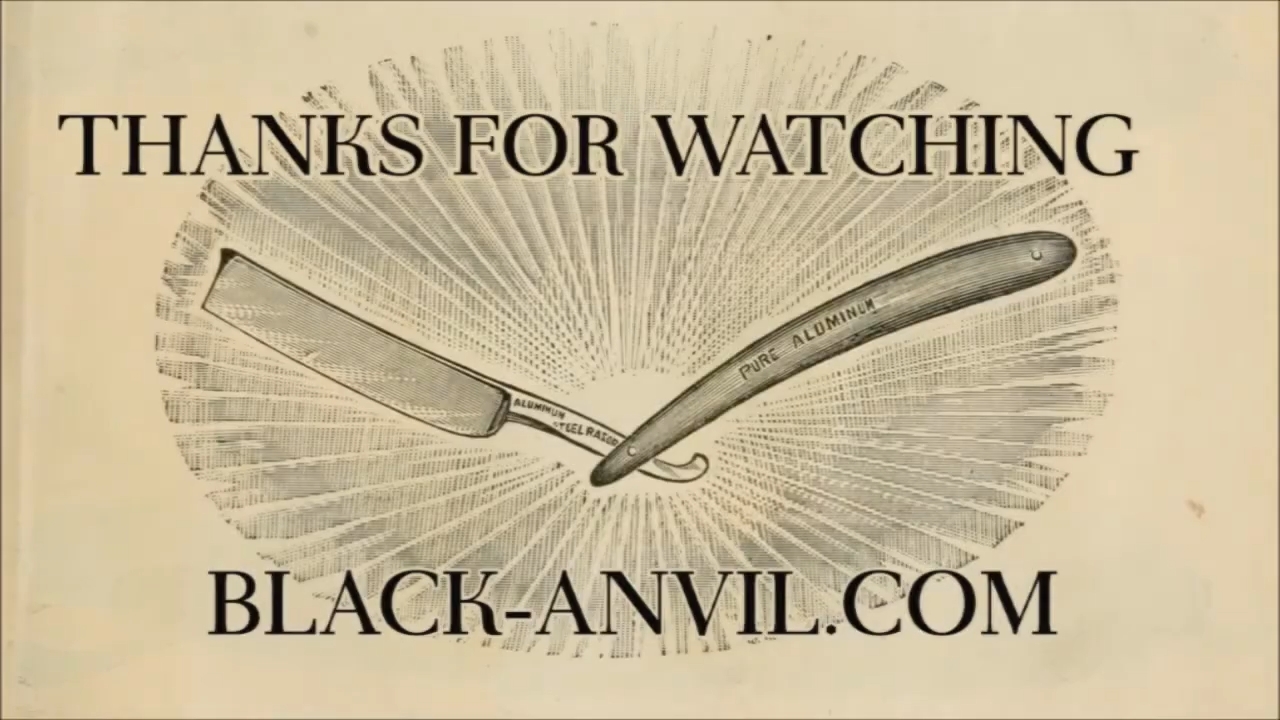 THANKS FOR WATCHING
PURE ALUMINUM
ALUMINUM
STEEL RAZOR
BLACK-ANVIL.COM